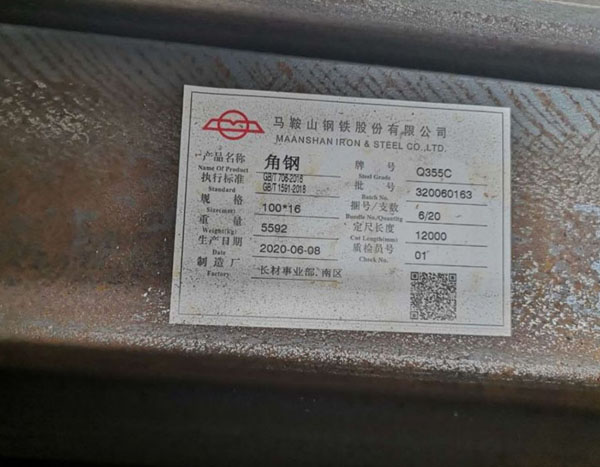 马鞍山钢铁股份有限公司
MAANSHAN IRON & STEEL CO.,LTD.
产品名称 角钢 牌 号 Q355C
Name Of Product Steel Grade
执行标准 GB/T 706-2016 批 号 320060163
Standard GB/T 1591-2018 Batch No.
规 格 100*16 捆号/支数 6/20
Size(mm) Bundle No./Quantity
重 量 5592 定尺长度 12000
Weight(kg) Cut Length(mm)
生产日期 2020-06-08 质检员号 01
Date Check No.
制造厂 长材事业部.南区
Factory